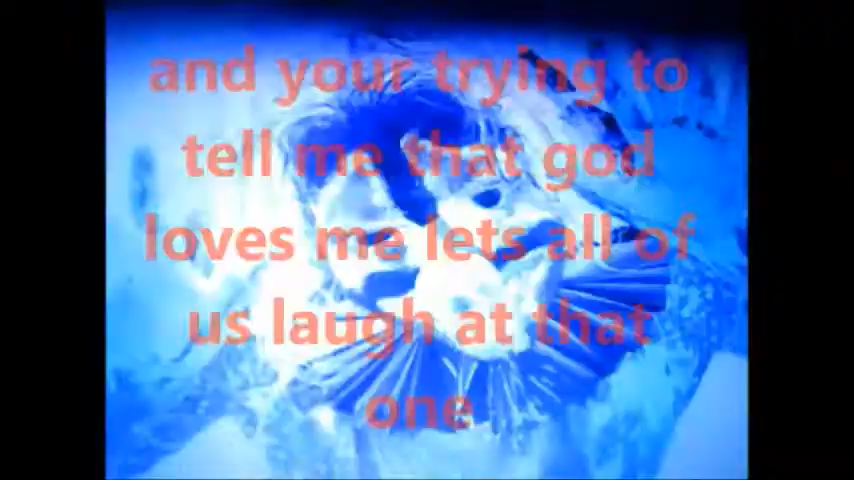 and your trying to
tell me that god
loves me lets all of
us laugh at that
one